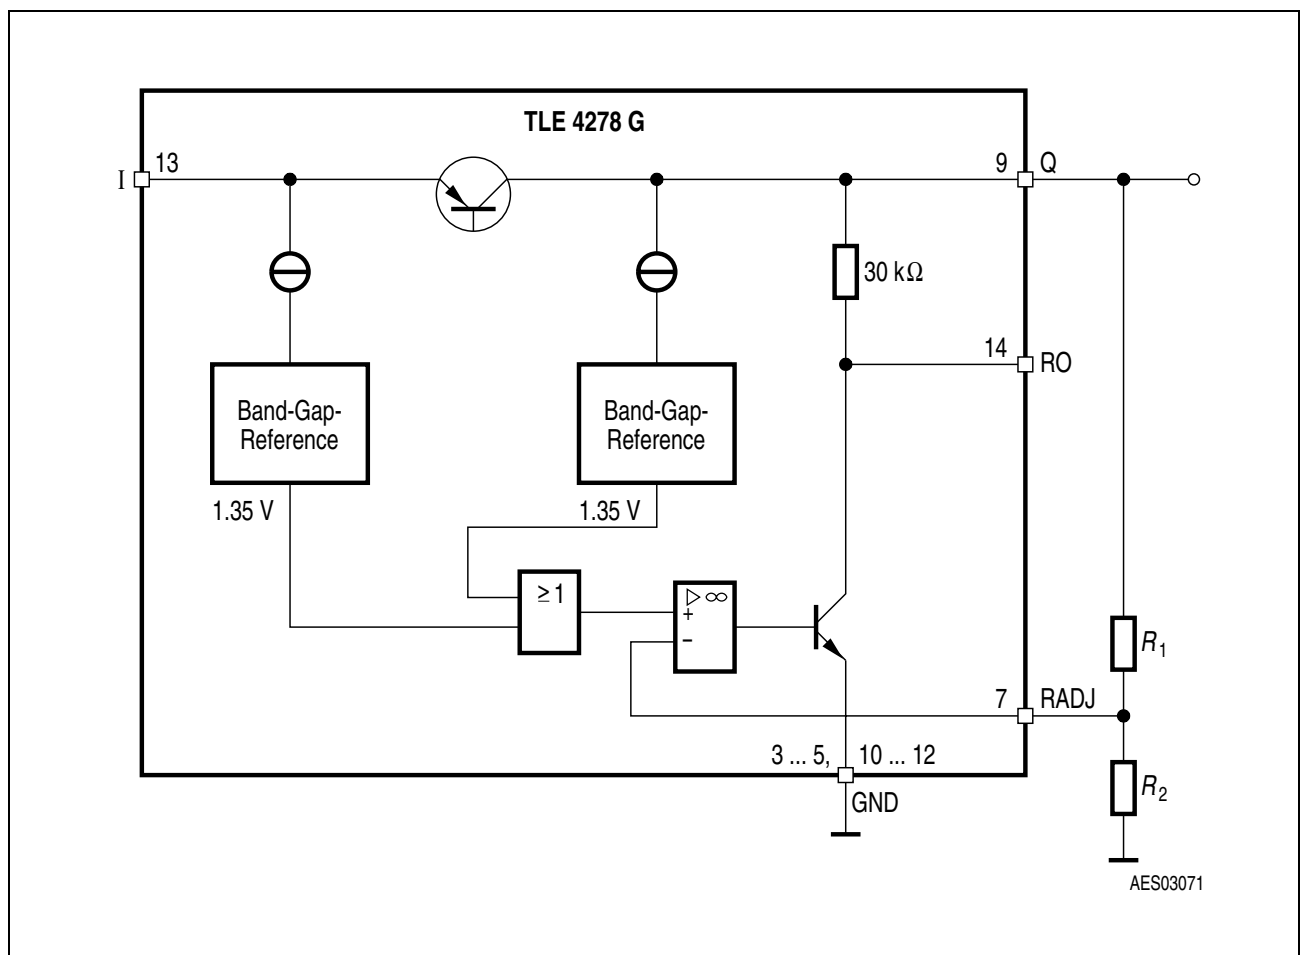 TLE 4278 G
I
13
9
Q
30 kΩ
14
RO
Band-Gap-
Reference
Band-Gap-
Reference
1.35 V
1.35 V
≥1
▷ ∞
+
−
R1
7
RADJ
3 ... 5,
10 ... 12
R2
GND
AES03071